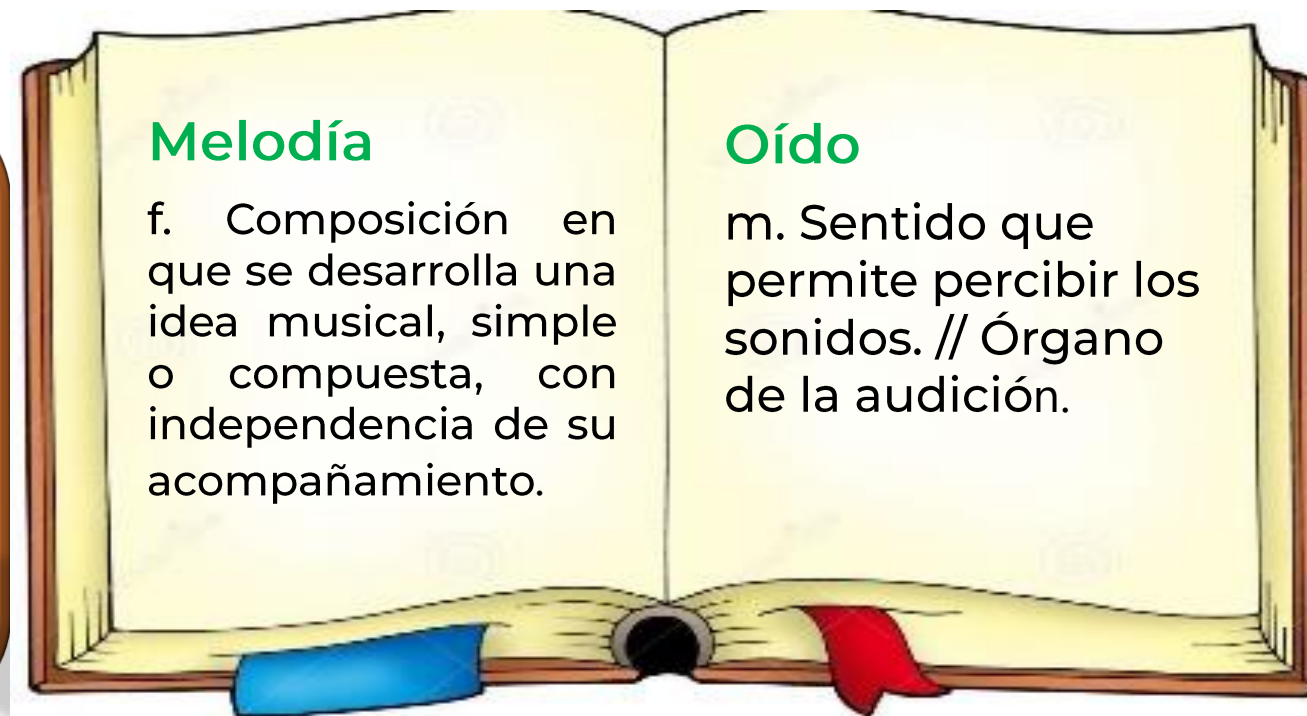 Melodía
f. Composición en
que se desarrolla una
idea musical, simple
o compuesta, con
independencia de su
acompañamiento.
Oído
m. Sentido que
permite percibir los
sonidos. // Órgano
de la audición.